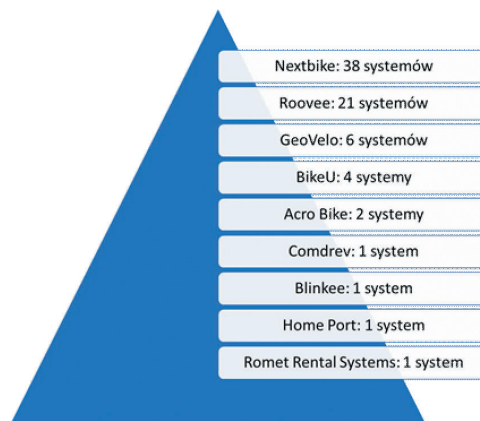 Nextbike: 38 systemów
Roovee: 21 systemów
GeoVelo: 6 systemów
BikeU: 4 systemy
Acro Bike: 2 systemy
Comdrev: 1 system
Blinkee: 1 system
Home Port: 1 system
Romet Rental Systems: 1 system